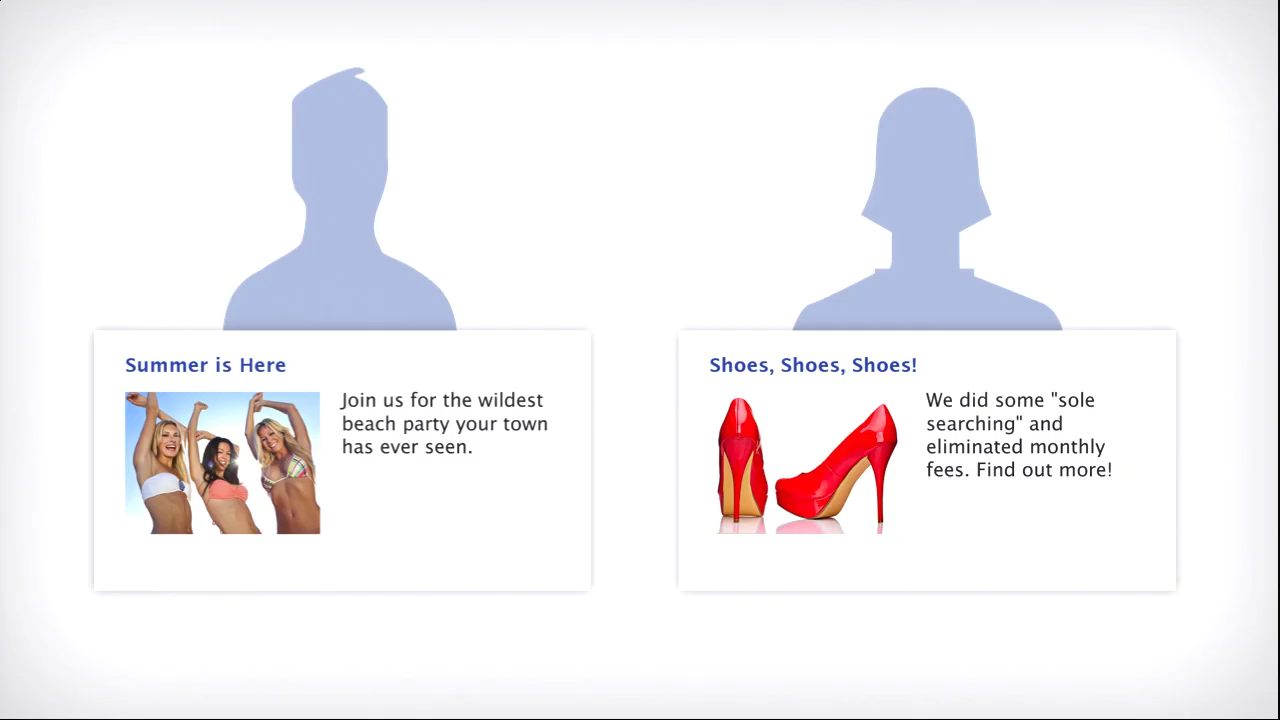 Summer is Here
Join us for the wildest
beach party your town
has ever seen.
Shoes, Shoes, Shoes!
We did some "sole
searching" and
eliminated monthly
fees. Find out more!